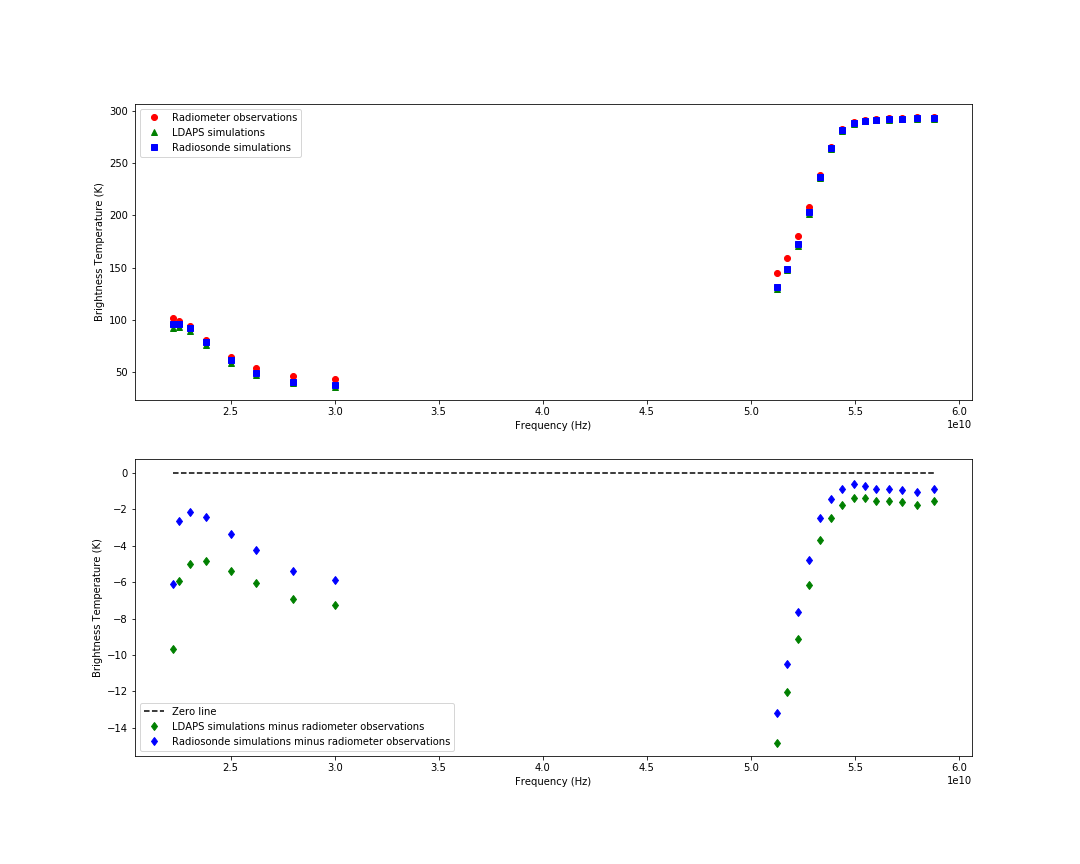 300
250
200
150
100
50
Brightness Temperature (K)
Radiometer observations
LDAPS simulations
Radiosonde simulations
2.5 3.0 3.5 4.0 4.5 5.0 5.5 6.0
1e10
Frequency (Hz)
0
−2
−4
−6
−8
−10
−12
−14
Brightness Temperature (K)
Zero line
LDAPS simulations minus radiometer observations
Radiosonde simulations minus radiometer observations
2.5 3.0 3.5 4.0 4.5 5.0 5.5 6.0
1e10
Frequency (Hz)